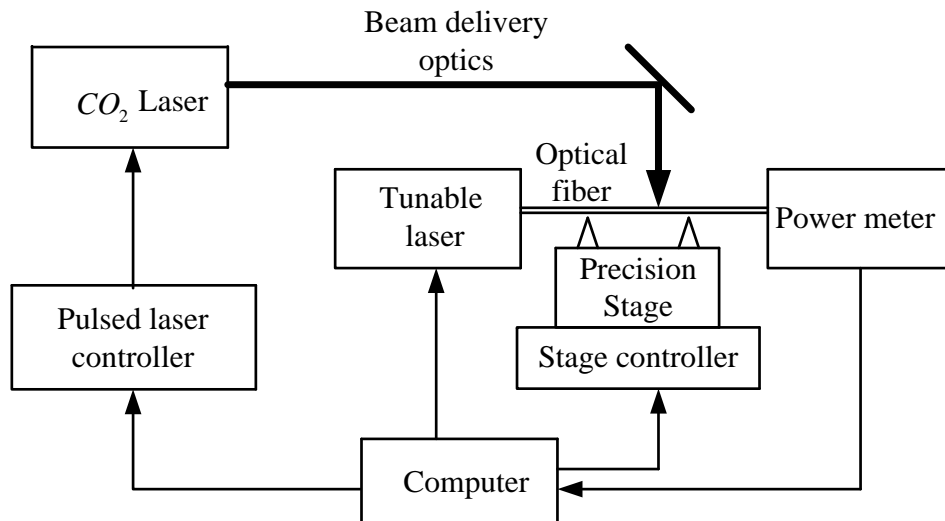 Beam delivery
optics
CO₂ Laser
Optical
fiber
Tunable
laser
Power meter
Precision
Stage
Pulsed laser
controller
Stage controller
Computer